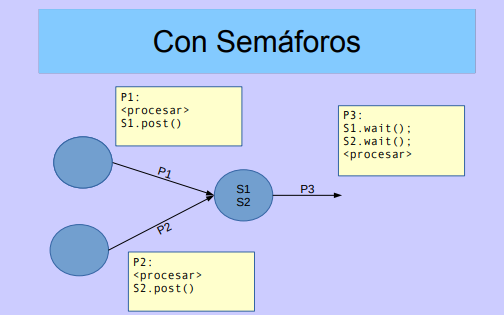 Con Semáforos
P1:
<procesar>
S1.post()
P3:
S1.wait();
S2.wait();
<procesar>
P1
S1
S2
P3
P2
P2:
<procesar>
S2.post()